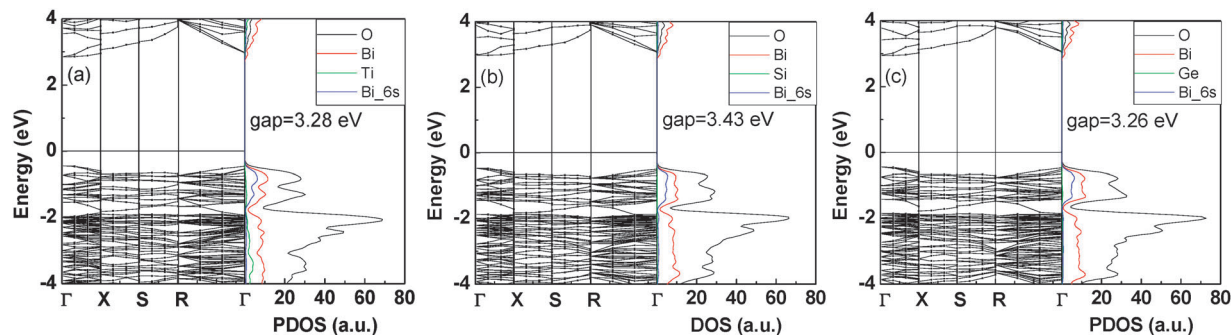 4
2
0
-2
-4
Energy (eV)
(a)
O
Bi
Ti
Bi_6s
gap=3.28 eV
Γ X S R Γ 20 40 60 80
PDOS (a.u.)
4
2
0
-2
-4
Energy (eV)
(b)
O
Bi
Si
Bi_6s
gap=3.43 eV
Γ X S R Γ 20 40 60 80
DOS (a.u.)
4
2
0
-2
-4
Energy (eV)
(c)
O
Bi
Ge
Bi_6s
gap=3.26 eV
Γ X S R Γ 20 40 60 80
PDOS (a.u.)